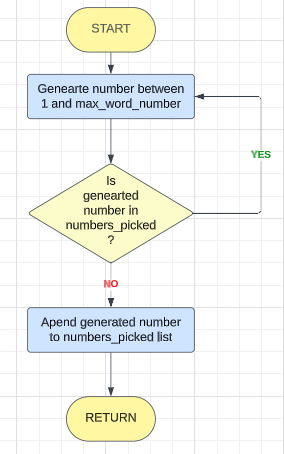 START
Genearte number between
1 and max_word_number
YES
Is
genearted
number in
numbers_picked
?
NO
Apend generated number
to numbers_picked list
RETURN